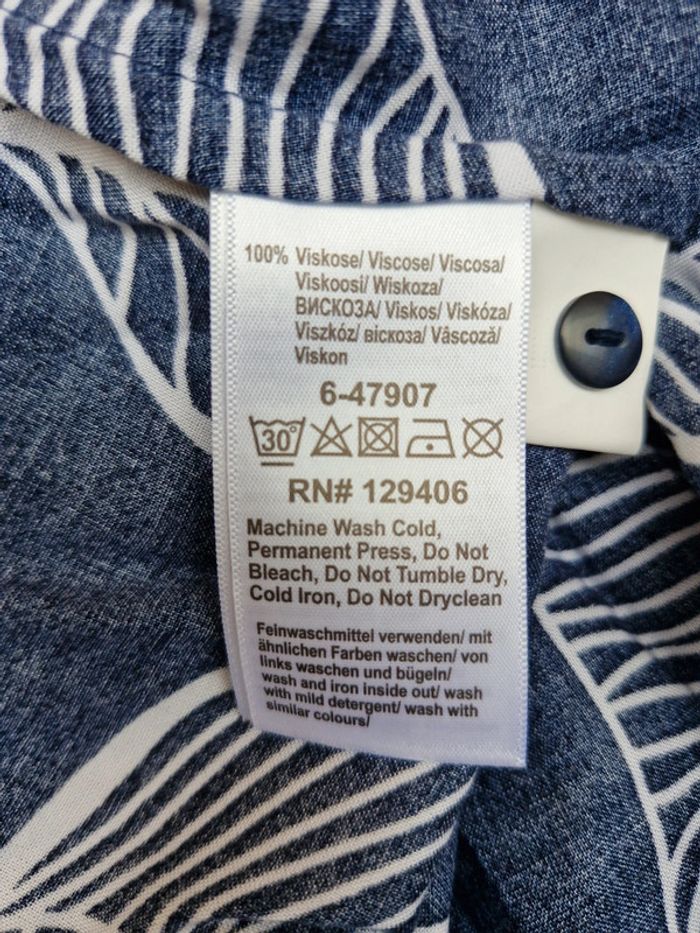 100% Viskose/ Viscose/ Viscosa/
Viskoosi/ Wiskoza/
ВИСКОЗА/ Viskos/ Viskóza/
Viszkóz/ віскоза/ Vâscoză/
Viskon
6-47907
30°
RN# 129406
Machine Wash Cold,
Permanent Press, Do Not
Bleach, Do Not Tumble Dry,
Cold Iron, Do Not Dryclean
Feinwaschmittel verwenden/ mit
ähnlichen Farben waschen/ von
links waschen und bügeln/
wash and iron inside out/ wash
with mild detergent/ wash with
similar colours/